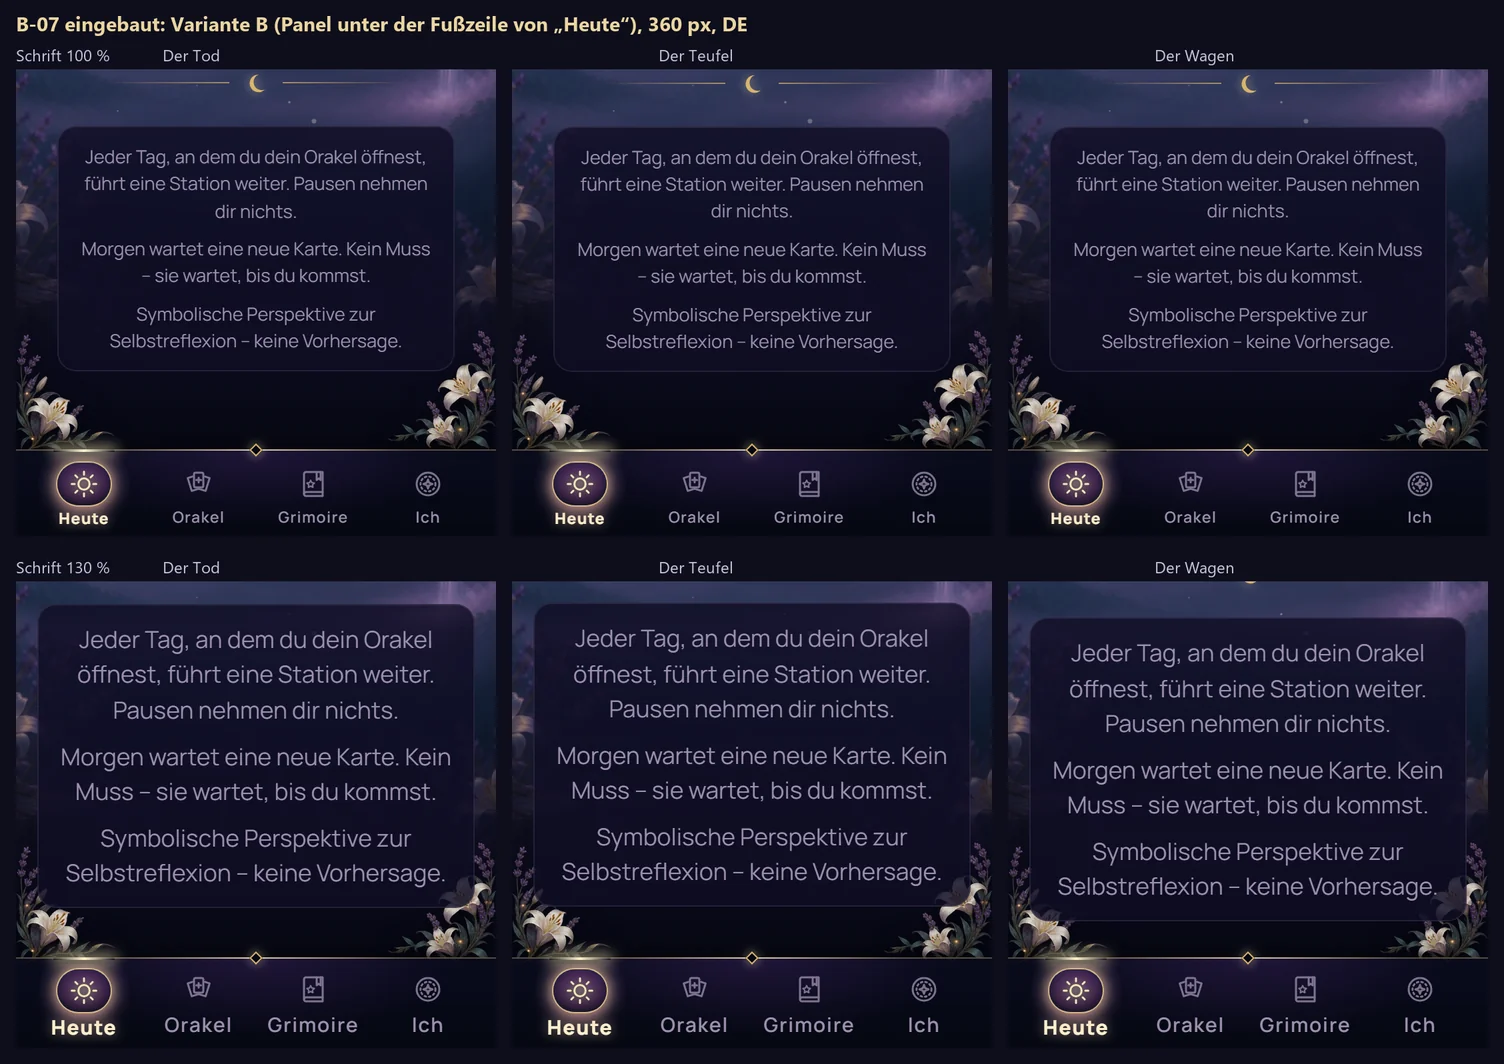 B-07 eingebaut: Variante B (Panel unter der Fußzeile von „Heute“), 360 px, DE
Schrift 100 % Der Tod
Jeder Tag, an dem du dein Orakel öffnest,
führt eine Station weiter. Pausen nehmen
dir nichts.
Morgen wartet eine neue Karte. Kein Muss
– sie wartet, bis du kommst.
Symbolische Perspektive zur
Selbstreflexion – keine Vorhersage.
Heute Orakel Grimoire Ich
Der Teufel
Jeder Tag, an dem du dein Orakel öffnest,
führt eine Station weiter. Pausen nehmen
dir nichts.
Morgen wartet eine neue Karte. Kein Muss
– sie wartet, bis du kommst.
Symbolische Perspektive zur
Selbstreflexion – keine Vorhersage.
Heute Orakel Grimoire Ich
Der Wagen
Jeder Tag, an dem du dein Orakel öffnest,
führt eine Station weiter. Pausen nehmen
dir nichts.
Morgen wartet eine neue Karte. Kein Muss
– sie wartet, bis du kommst.
Symbolische Perspektive zur
Selbstreflexion – keine Vorhersage.
Heute Orakel Grimoire Ich
Schrift 130 % Der Tod
Jeder Tag, an dem du dein Orakel
öffnest, führt eine Station weiter.
Pausen nehmen dir nichts.
Morgen wartet eine neue Karte. Kein
Muss – sie wartet, bis du kommst.
Symbolische Perspektive zur
Selbstreflexion – keine Vorhersage.
Heute Orakel Grimoire Ich
Der Teufel
Jeder Tag, an dem du dein Orakel
öffnest, führt eine Station weiter.
Pausen nehmen dir nichts.
Morgen wartet eine neue Karte. Kein
Muss – sie wartet, bis du kommst.
Symbolische Perspektive zur
Selbstreflexion – keine Vorhersage.
Heute Orakel Grimoire Ich
Der Wagen
Jeder Tag, an dem du dein Orakel
öffnest, führt eine Station weiter.
Pausen nehmen dir nichts.
Morgen wartet eine neue Karte. Kein
Muss – sie wartet, bis du kommst.
Symbolische Perspektive zur
Selbstreflexion – keine Vorhersage.
Heute Orakel Grimoire Ich